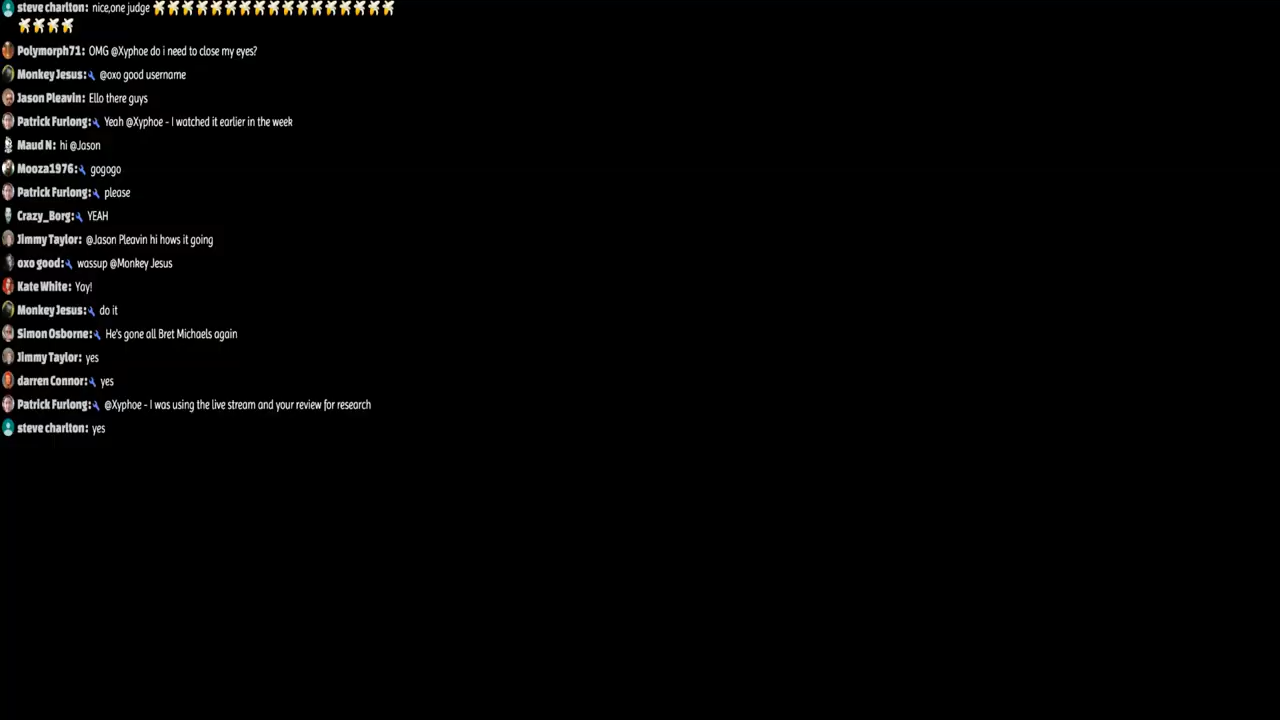 steve charlton: nice,one judge 🍌🍌🍌🍌🍌🍌🍌🍌🍌🍌🍌🍌🍌🍌🍌🍌🍌
🍌🍌🍌🍌
Polymorph71: OMG @Xyphoe do i need to close my eyes?
Monkey Jesus: @oxo good username
Jason Pleavin: Ello there guys
Patrick Furlong: Yeah @Xyphoe - I watched it earlier in the week
Maud N: hi @Jason
Mooza1976: gogogo
Patrick Furlong: please
Crazy_Borg: YEAH
Jimmy Taylor: @Jason Pleavin hi hows it going
oxo good: wassup @Monkey Jesus
Kate White: Yay!
Monkey Jesus: do it
Simon Osborne: He's gone all Bret Michaels again
Jimmy Taylor: yes
darren Connor: yes
Patrick Furlong: @Xyphoe - I was using the live stream and your review for research
steve charlton: yes